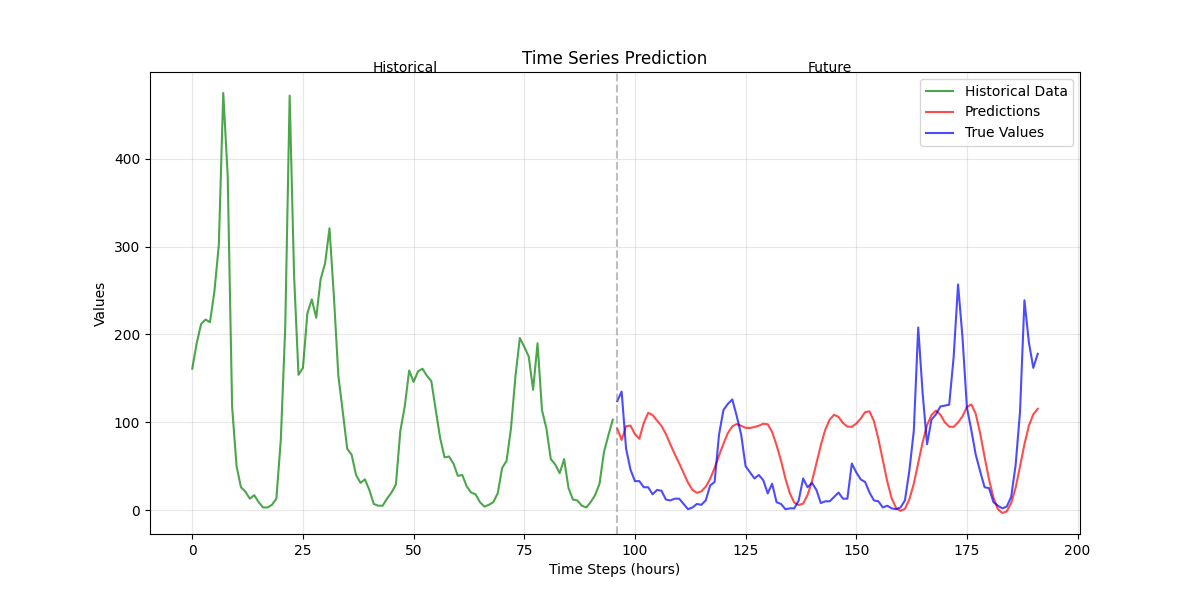 Time Series Prediction
Historical
Future
Historical Data
Predictions
True Values
Values
400
300
200
100
0
0
25
50
75
100
125
150
175
200
Time Steps (hours)